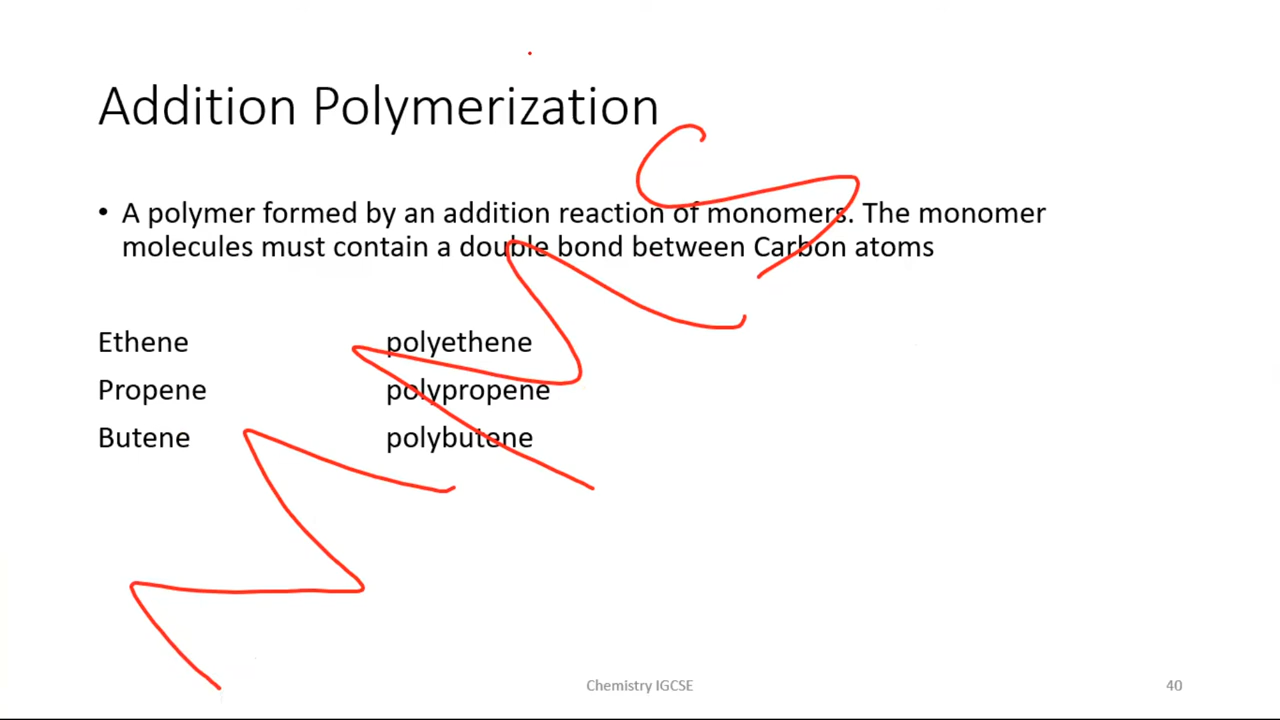 Addition Polymerization
• A polymer formed by an addition reaction of monomers. The monomer
molecules must contain a double bond between Carbon atoms
Ethene polyethene
Propene polypropene
Butene polybutene
Chemistry IGCSE 40